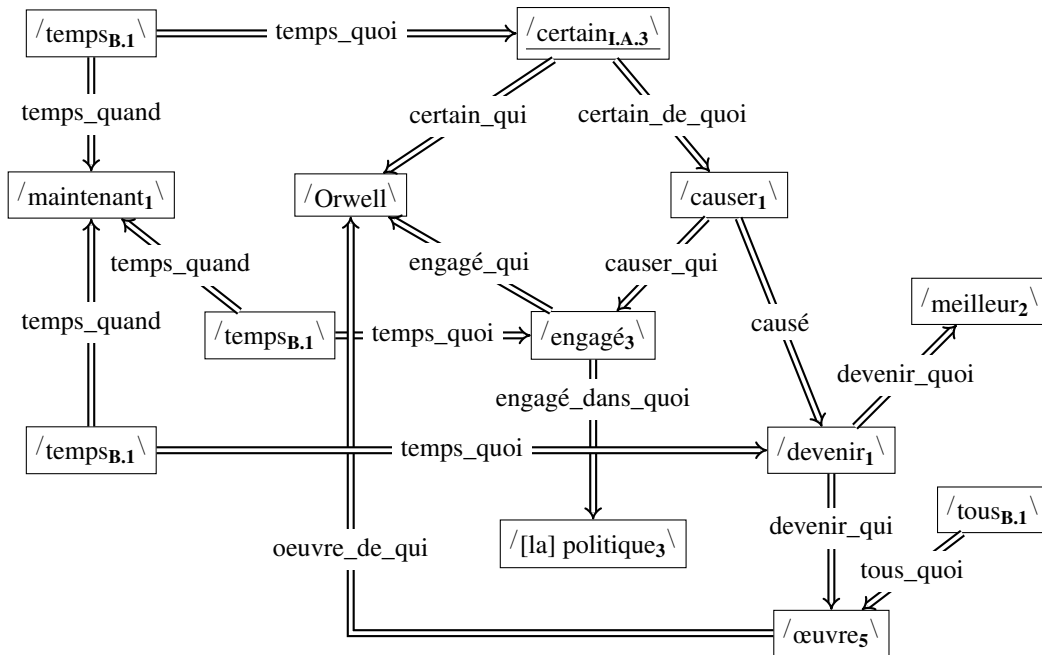 /temps_B.1\ temps_quoi /certain_I.A.3\
temps_quand certain_qui certain_de_quoi
/maintenant_1\ /Orwell\ /causer_1\
temps_quand engagé_qui causer_qui
temps_quand /temps_B.1\ temps_quoi /engagé_3\ causé /meilleur_2\
engagé_dans_quoi devenir_quoi
/temps_B.1\ temps_quoi /devenir_1\
oeuvre_de_qui /[la] politique_3\ devenir_qui /tous_B.1\
tous_quoi
/œuvre_5\